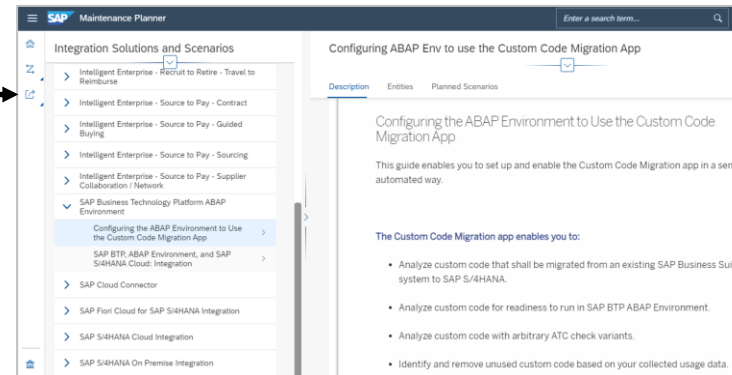 SAP Maintenance Planner
Enter a search term...
Integration Solutions and Scenarios
Intelligent Enterprise - Recruit to Retire - Travel to
Reimburse
Intelligent Enterprise - Source to Pay - Contract
Intelligent Enterprise - Source to Pay - Guided
Buying
Intelligent Enterprise - Source to Pay - Sourcing
Intelligent Enterprise - Source to Pay - Supplier
Collaboration / Network
SAP Business Technology Platform ABAP
Environment
Configuring the ABAP Environment to Use
the Custom Code Migration App
SAP BTP, ABAP Environment, and SAP
S/4HANA Cloud: Integration
SAP Cloud Connector
SAP Fiori Cloud for SAP S/4HANA Integration
SAP S/4HANA Cloud Integration
SAP S/4HANA On Premise Integration
Configuring ABAP Env to use the Custom Code Migration App
Description Entities Planned Scenarios
Configuring the ABAP Environment to Use the Custom Code
Migration App
This guide enables you to set up and enable the Custom Code Migration app in a
automated way.
The Custom Code Migration app enables you to:
• Analyze custom code that shall be migrated from an existing SAP Business
system to SAP S/4HANA.
• Analyze custom code for readiness to run in SAP BTP ABAP Environment.
• Analyze custom code with arbitrary ATC check variants.
• Identify and remove unused custom code based on your collected usage data.